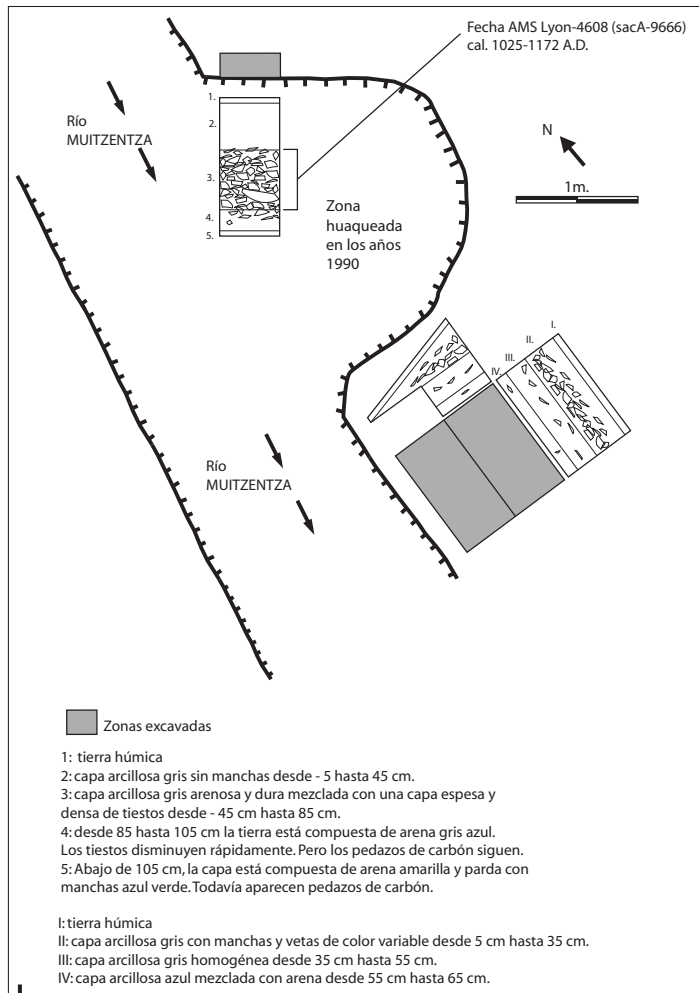 Fecha AMS Lyon-4608 (sacA-9666)
cal. 1025-1172 A.D.
Río
MUITZENTZA
1.
2.
3.
4.
5.
N
1m.
Zona
huaqueada
en los años
1990
I.
II.
III.
IV.
Río
MUITZENTZA
Zonas excavadas
1: tierra húmica
2: capa arcillosa gris sin manchas desde - 5 hasta 45 cm.
3: capa arcillosa gris arenosa y dura mezclada con una capa espesa y
densa de tiestos desde - 45 cm hasta 85 cm.
4: desde 85 hasta 105 cm la tierra está compuesta de arena gris azul.
Los tiestos disminuyen rápidamente. Pero los pedazos de carbón siguen.
5: Abajo de 105 cm, la capa está compuesta de arena amarilla y parda con
manchas azul verde. Todavía aparecen pedazos de carbón.
I: tierra húmica
II: capa arcillosa gris con manchas y vetas de color variable desde 5 cm hasta 35 cm.
III: capa arcillosa gris homogénea desde 35 cm hasta 55 cm.
IV: capa arcillosa azul mezclada con arena desde 55 cm hasta 65 cm.